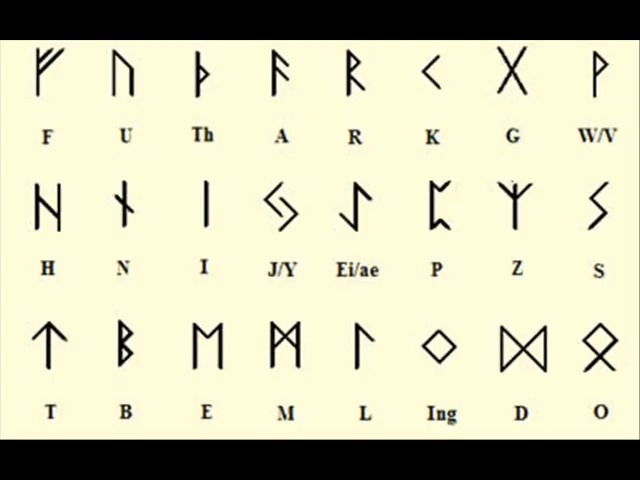 ᚠ ᚢ ᚦ ᚨ ᚱ ᚲ ᚷ ᚹ
F U Th A R K G W/V
ᚺ ᚾ ᛁ ᛃ ᛇ ᛈ ᛉ ᛊ
H N I J/Y Ei/ae P Z S
ᛏ ᛒ ᛖ ᛗ ᛚ ᛜ ᛞ ᛟ
T B E M L Ing D O